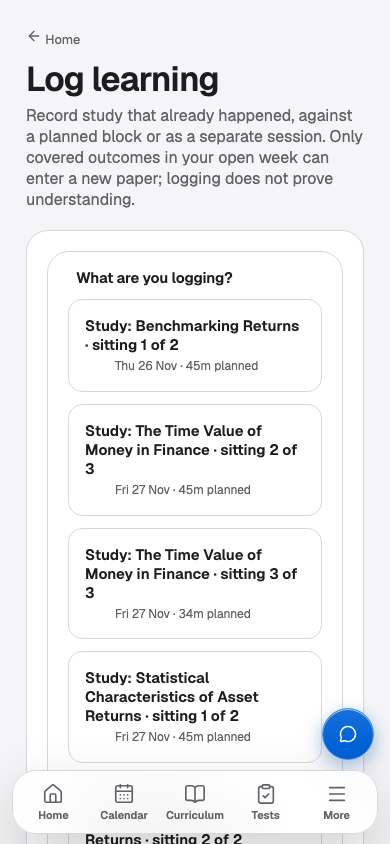 Home
Log learning
Record study that already happened, against
a planned block or as a separate session. Only
covered outcomes in your open week can
enter a new paper; logging does not prove
understanding.
What are you logging?
Study: Benchmarking Returns
· sitting 1 of 2
Thu 26 Nov · 45m planned
Study: The Time Value of
Money in Finance · sitting 2 of
3
Fri 27 Nov · 45m planned
Study: The Time Value of
Money in Finance · sitting 3 of
3
Fri 27 Nov · 34m planned
Study: Statistical
Characteristics of Asset
Returns · sitting 1 of 2
Fri 27 Nov · 45m planned
Home
Calendar
Curriculum
Tests
More
Returns · sitting 2 of 2